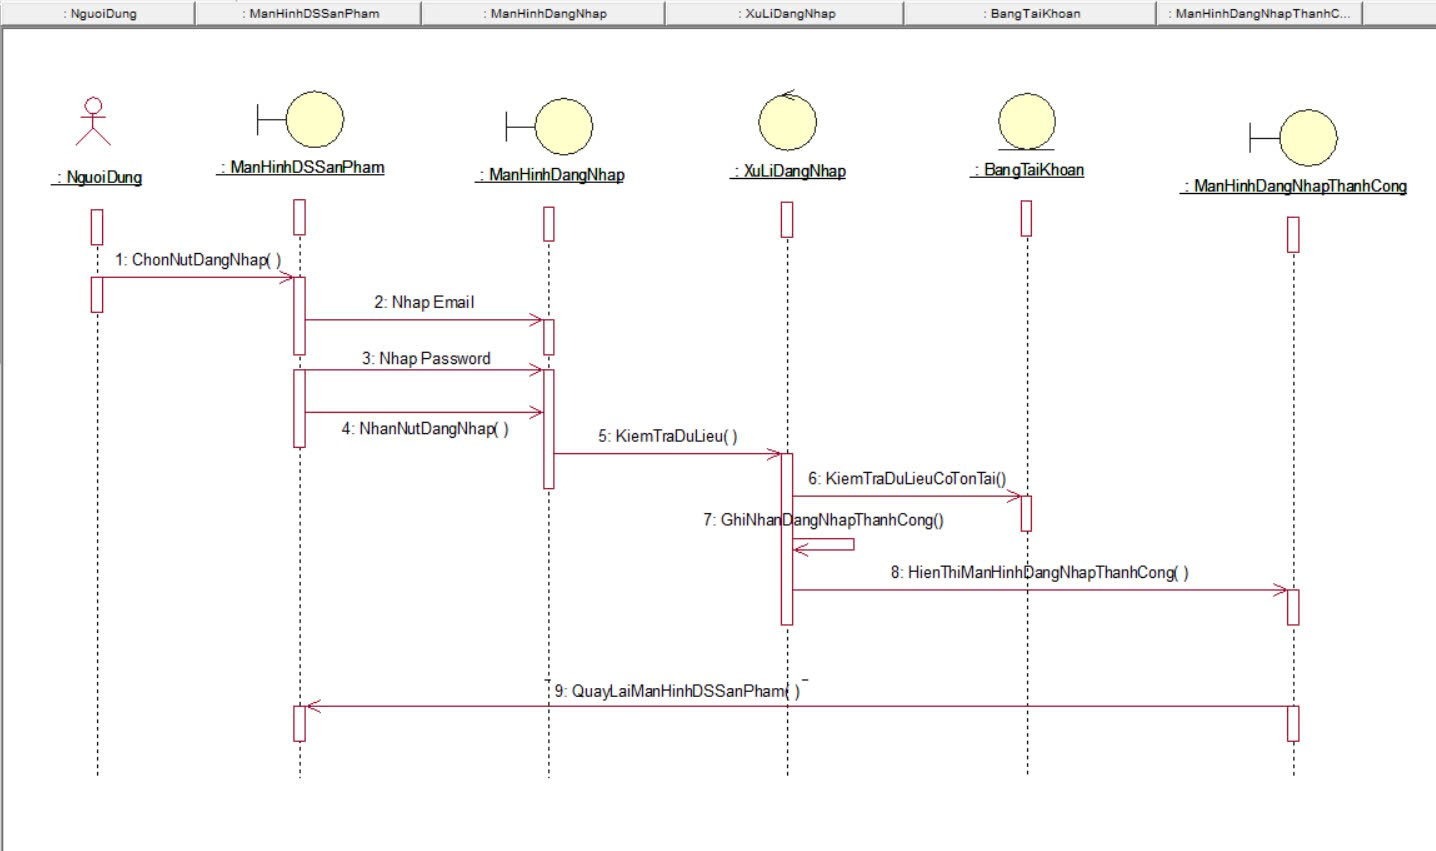 : NguoiDung
: ManHinhDSSanPham
: ManHinhDangNhap
: XuLiDangNhap
: BangTaiKhoan
: ManHinhDangNhapThanhC...
: NguoiDung
: ManHinhDSSanPham
: ManHinhDangNhap
: XuLiDangNhap
: BangTaiKhoan
: ManHinhDangNhapThanhCong
1: ChonNutDangNhap( )
2: Nhap Email
3: Nhap Password
4: NhanNutDangNhap( )
5: KiemTraDuLieu( )
6: KiemTraDuLieuCoTonTai()
7: GhiNhanDangNhapThanhCong()
8: HienThiManHinhDangNhapThanhCong( )
9: QuayLaiManHinhDSSanPham( )